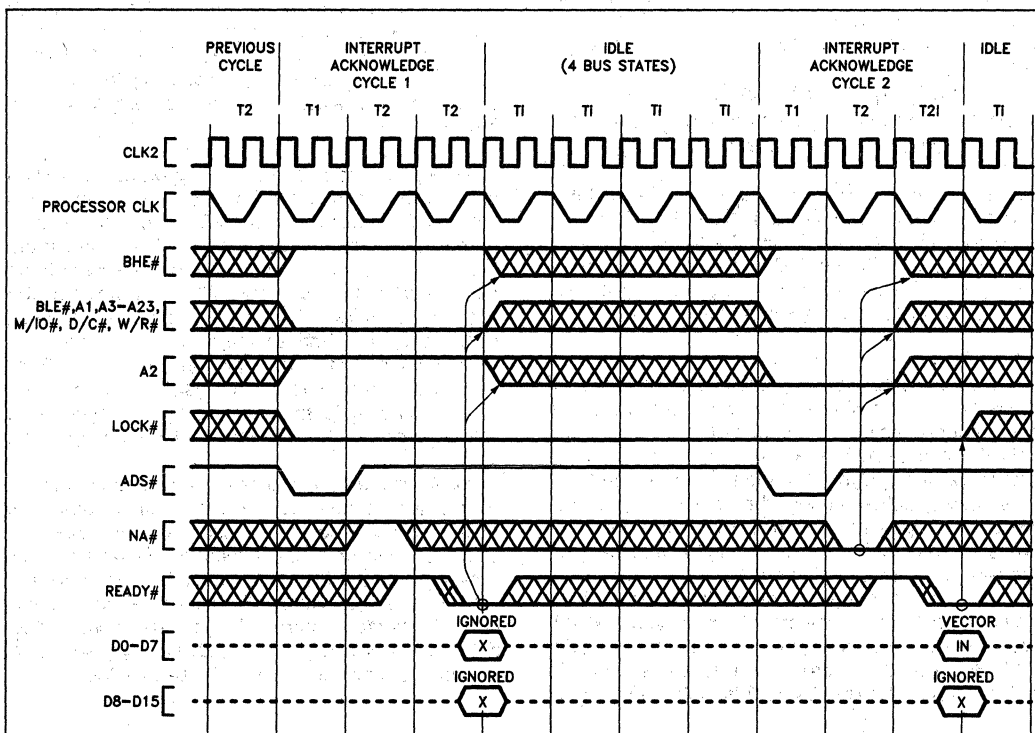 PREVIOUS CYCLE
INTERRUPT ACKNOWLEDGE CYCLE 1
IDLE (4 BUS STATES)
INTERRUPT ACKNOWLEDGE CYCLE 2
IDLE
T2 T1 T2 T2 TI TI TI TI T1 T2 T2I TI
CLK2
PROCESSOR CLK
BHE#
BLE#,A1,A3-A23,
M/IO#, D/C#, W/R#
A2
LOCK#
ADS#
NA#
READY#
IGNORED VECTOR
D0-D7 X IN
IGNORED IGNORED
D8-D15 X X